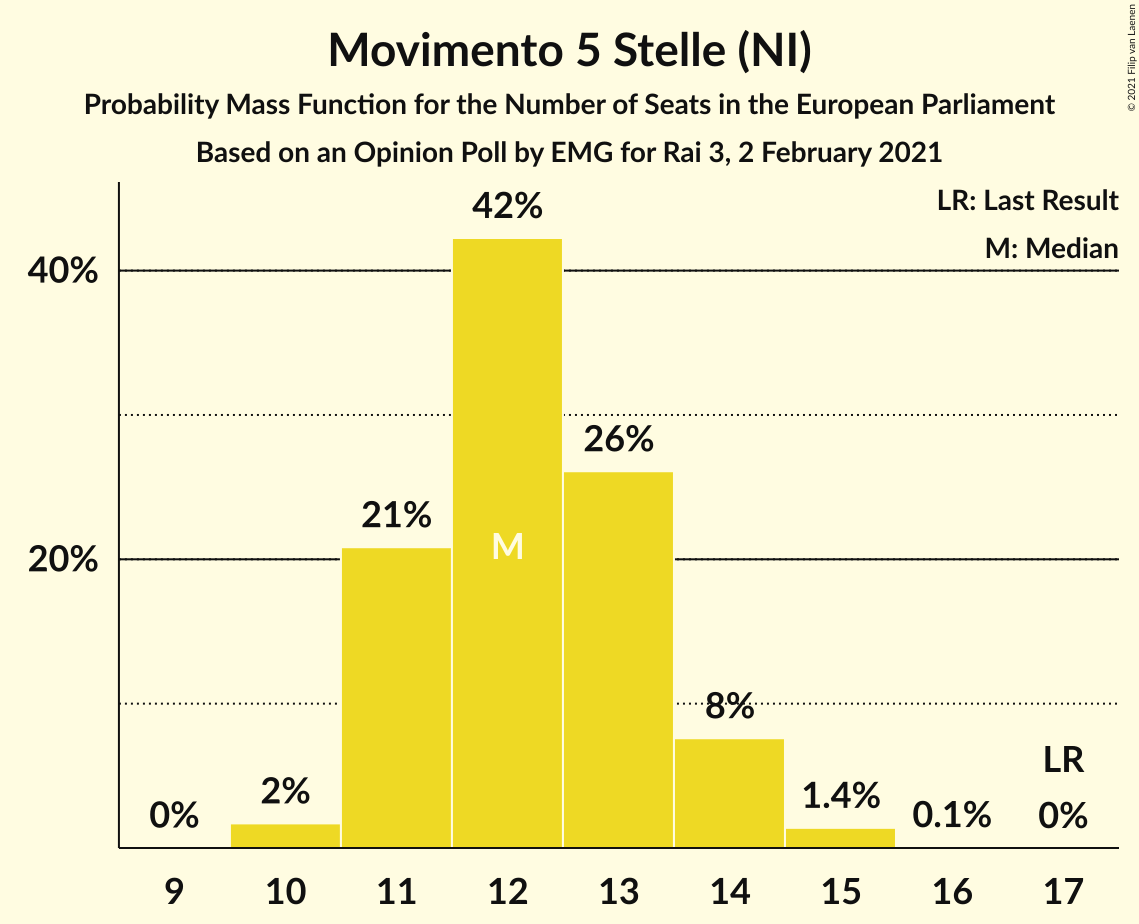 Movimento 5 Stelle (NI)
Probability Mass Function for the Number of Seats in the European Parliament
Based on an Opinion Poll by EMG for Rai 3, 2 February 2021
© 2021 Filip van Laenen
LR: Last Result
M: Median
40%
20%
0%
2%
21%
42%
M
26%
8%
1.4%
0.1%
LR
0%
9 10 11 12 13 14 15 16 17